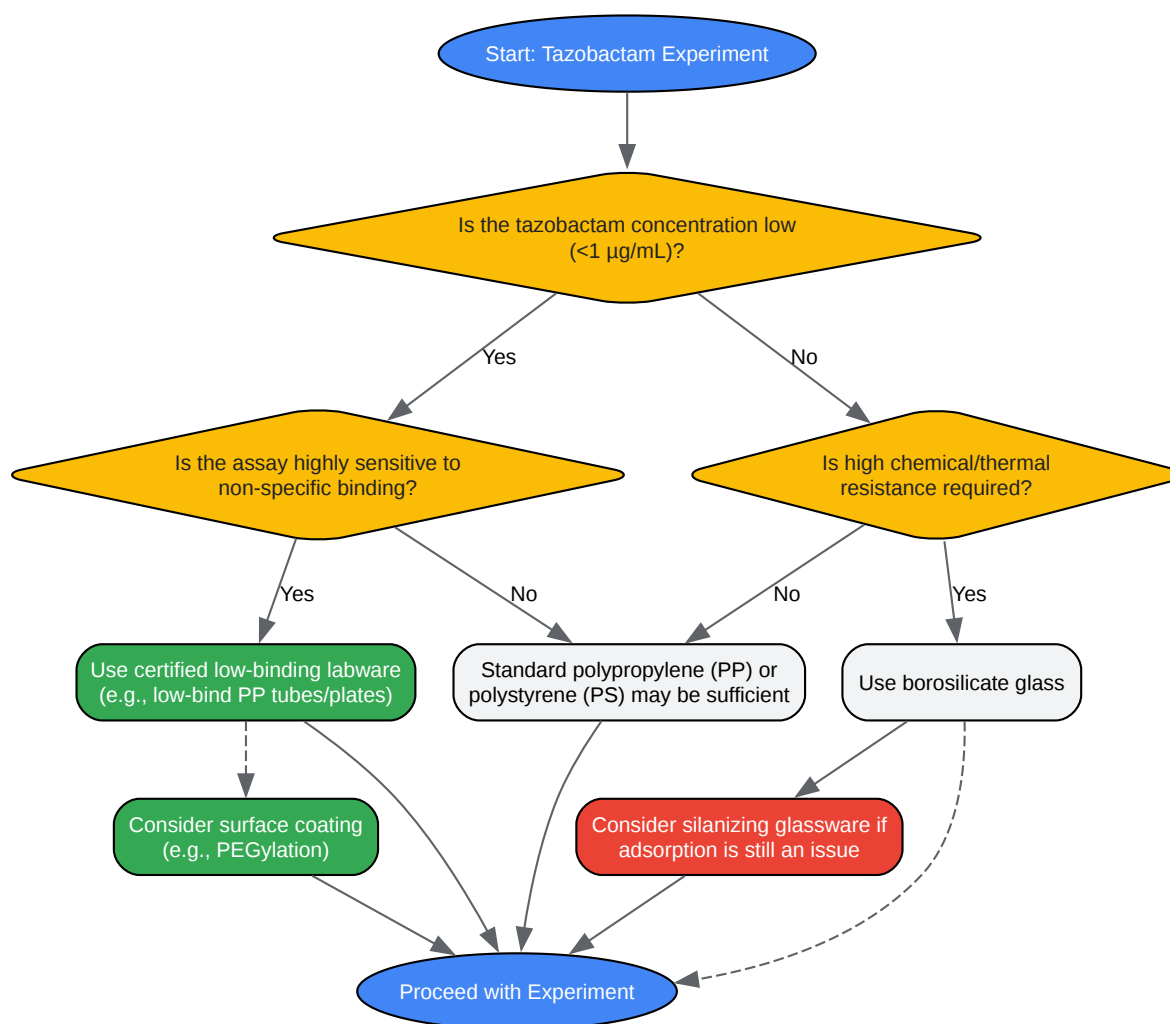 Start: Tazobactam Experiment
Is the tazobactam concentration low
(<1 µg/mL)?
Yes
No
Is the assay highly sensitive to
non-specific binding?
Is high chemical/thermal
resistance required?
Yes
No
No
Yes
Use certified low-binding labware
(e.g., low-bind PP tubes/plates)
Standard polypropylene (PP) or
polystyrene (PS) may be sufficient
Use borosilicate glass
Consider surface coating
(e.g., PEGylation)
Consider silanizing glassware if
adsorption is still an issue
Proceed with Experiment